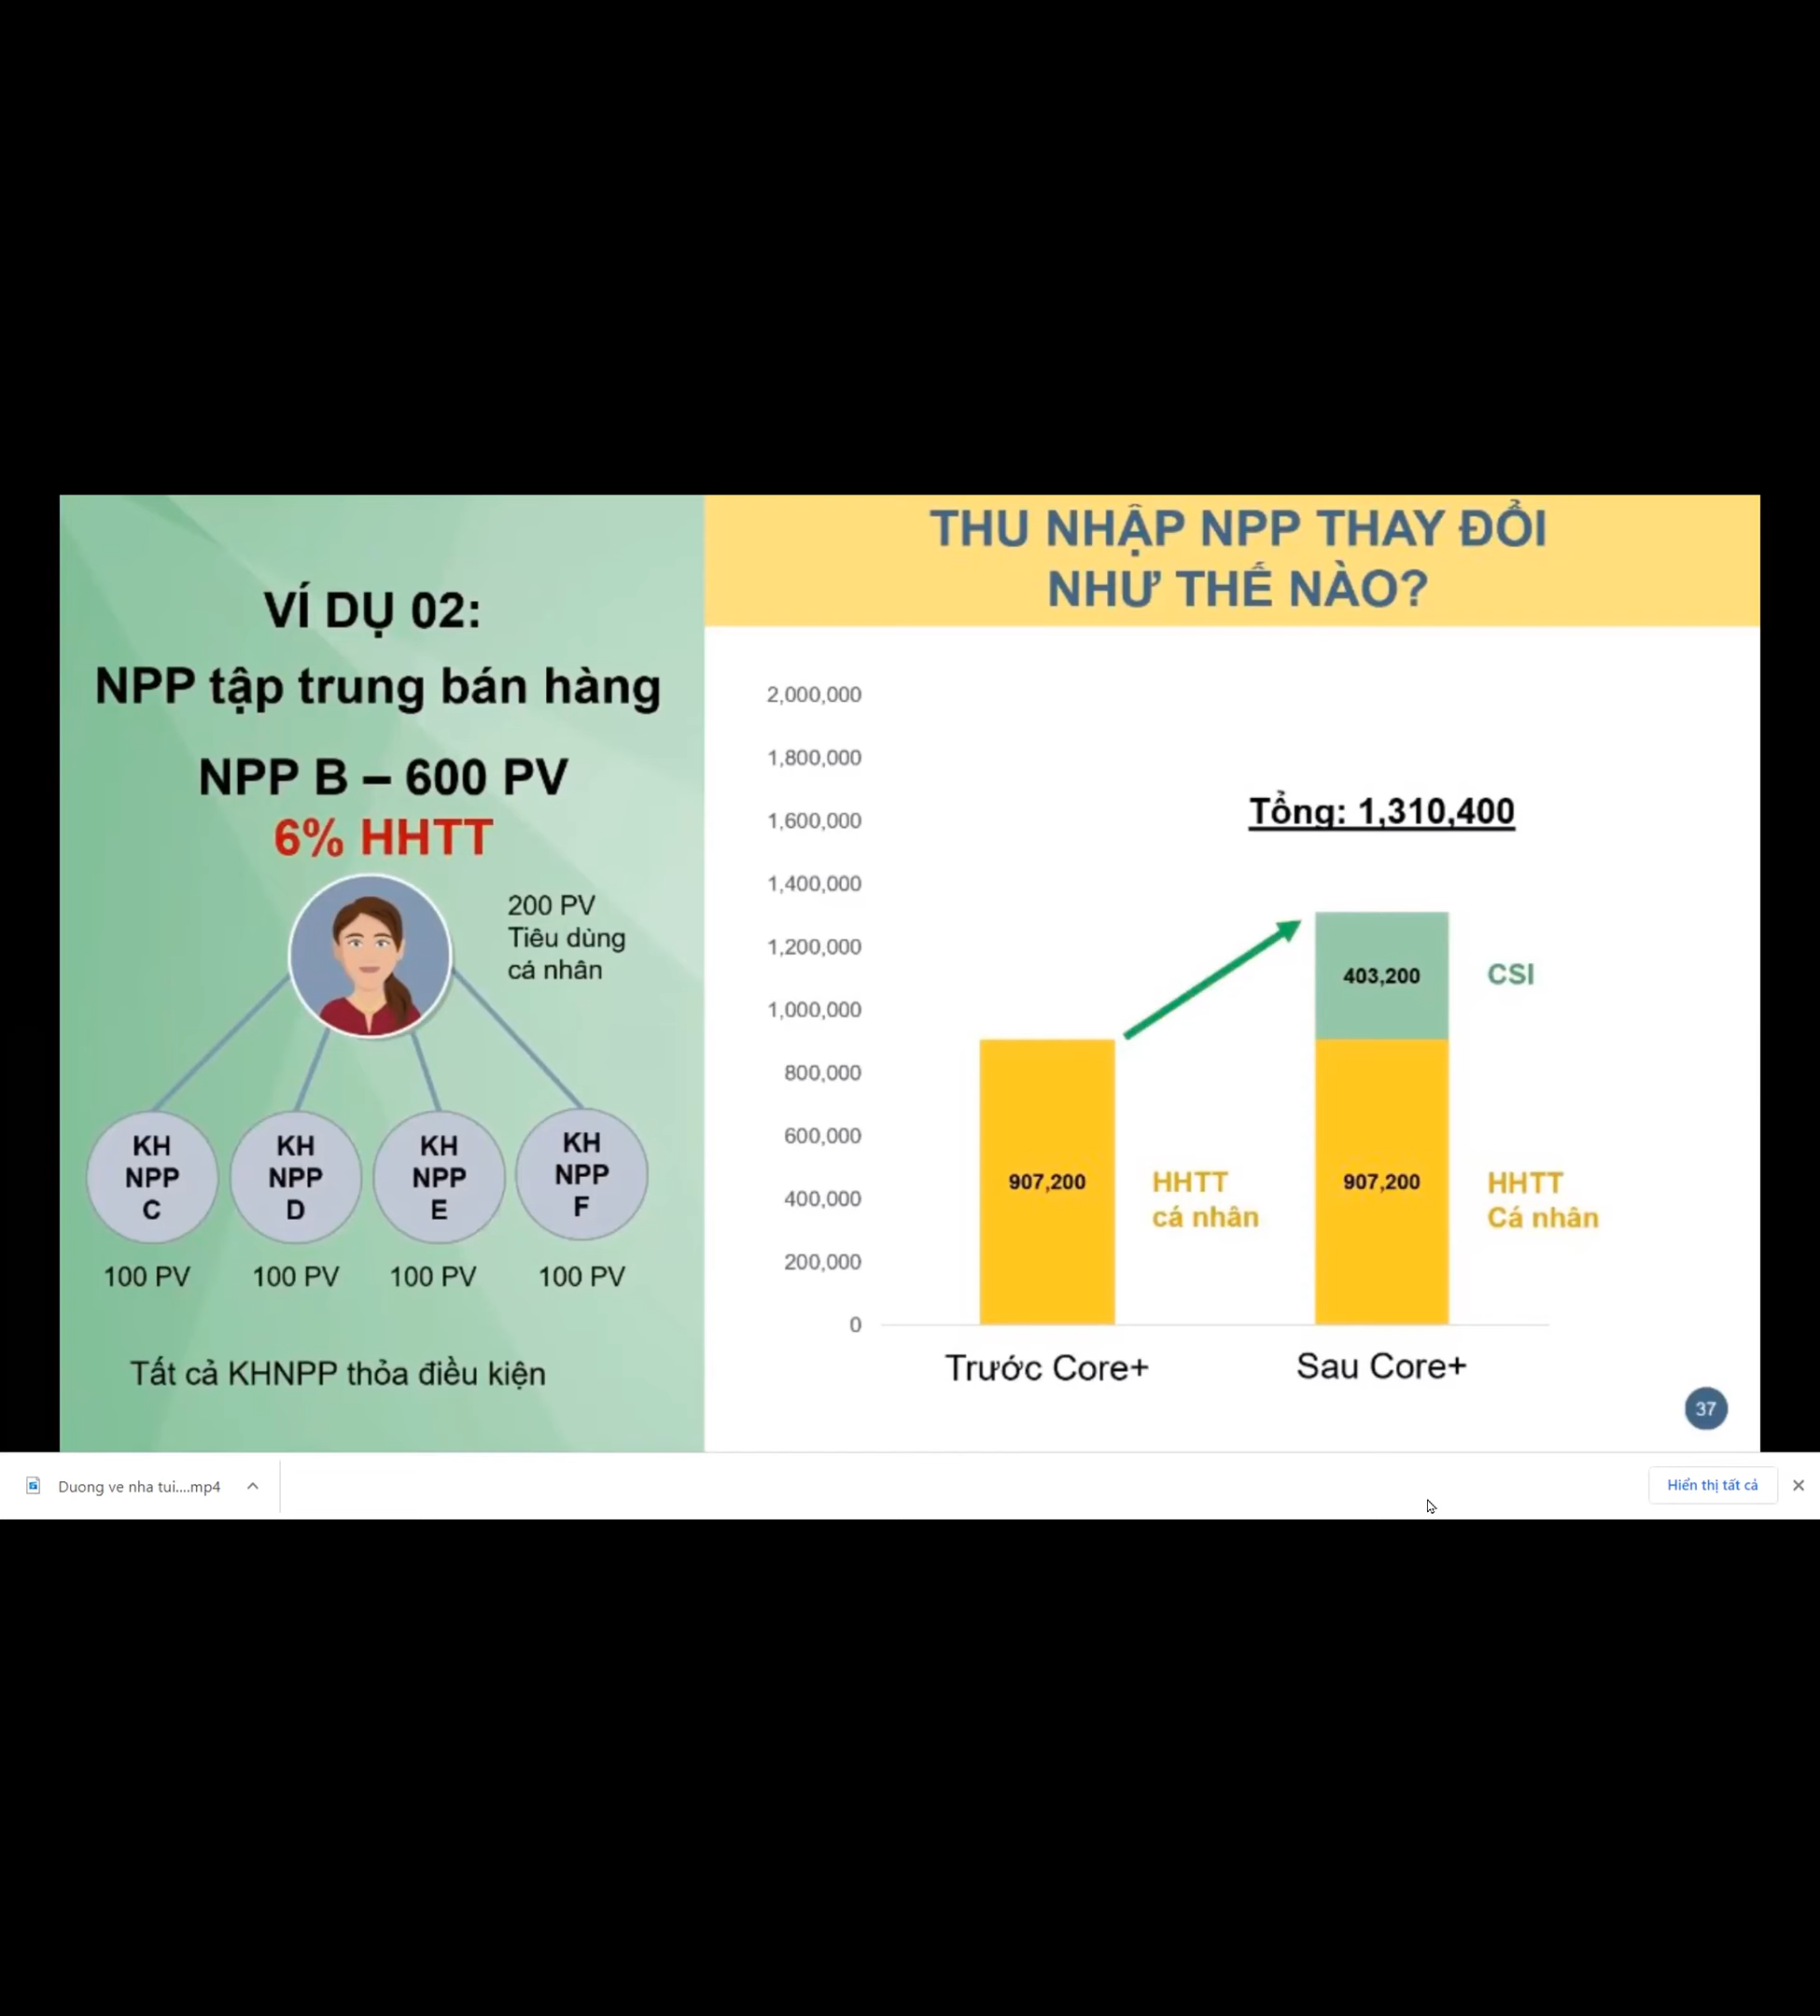 VÍ DỤ 02:
NPP tập trung bán hàng
NPP B – 600 PV
6% HHTT
200 PV
Tiêu dùng
cá nhân
KH
NPP
C
KH
NPP
D
KH
NPP
E
KH
NPP
F
100 PV
100 PV
100 PV
100 PV
Tất cả KHNPP thỏa điều kiện
THU NHẬP NPP THAY ĐỔI
NHƯ THẾ NÀO?
2,000,000
1,800,000
1,600,000
1,400,000
1,200,000
1,000,000
800,000
600,000
400,000
200,000
0
Tổng: 1,310,400
403,200
CSI
907,200
HHTT
cá nhân
907,200
HHTT
Cá nhân
Trước Core+
Sau Core+
37
Duong ve nha tui....mp4
Hiển thị tất cả